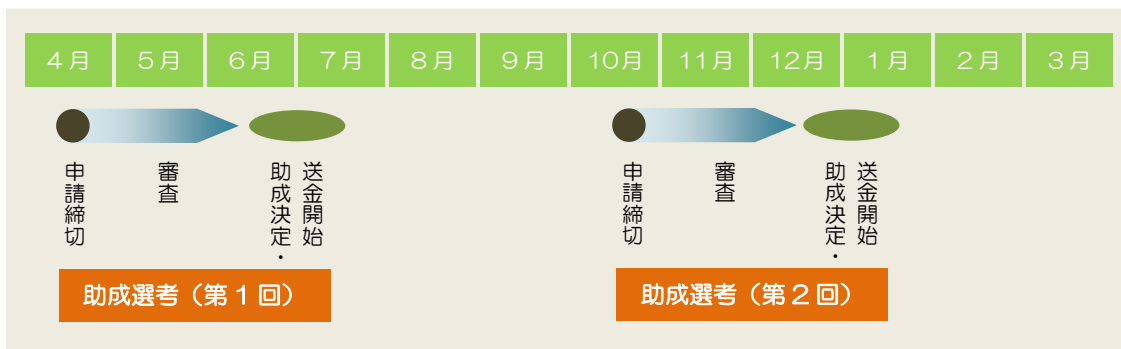 4月 5月 6月 7月 8月 9月 10月 11月 12月 1月 2月 3月
申請締切
審査
助成決定・
送金開始
申請締切
審査
助成決定・
送金開始
助成選考（第1回）
助成選考（第2回）